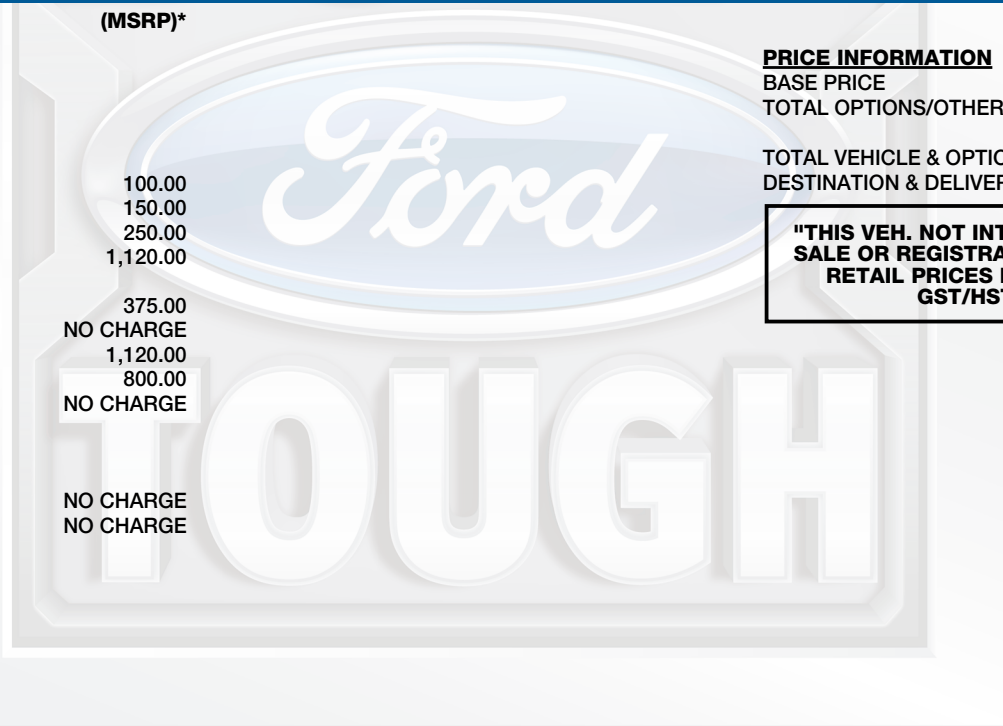 (MSRP)*
100.00
150.00
250.00
1,120.00
375.00
NO CHARGE
1,120.00
800.00
NO CHARGE
NO CHARGE
NO CHARGE
Ford
TOUGH
PRICE INFORMATION
BASE PRICE
TOTAL OPTIONS/OTHER
TOTAL VEHICLE & OPTIO
DESTINATION & DELIVER
"THIS VEH. NOT INT
SALE OR REGISTRA
RETAIL PRICES
GST/HS